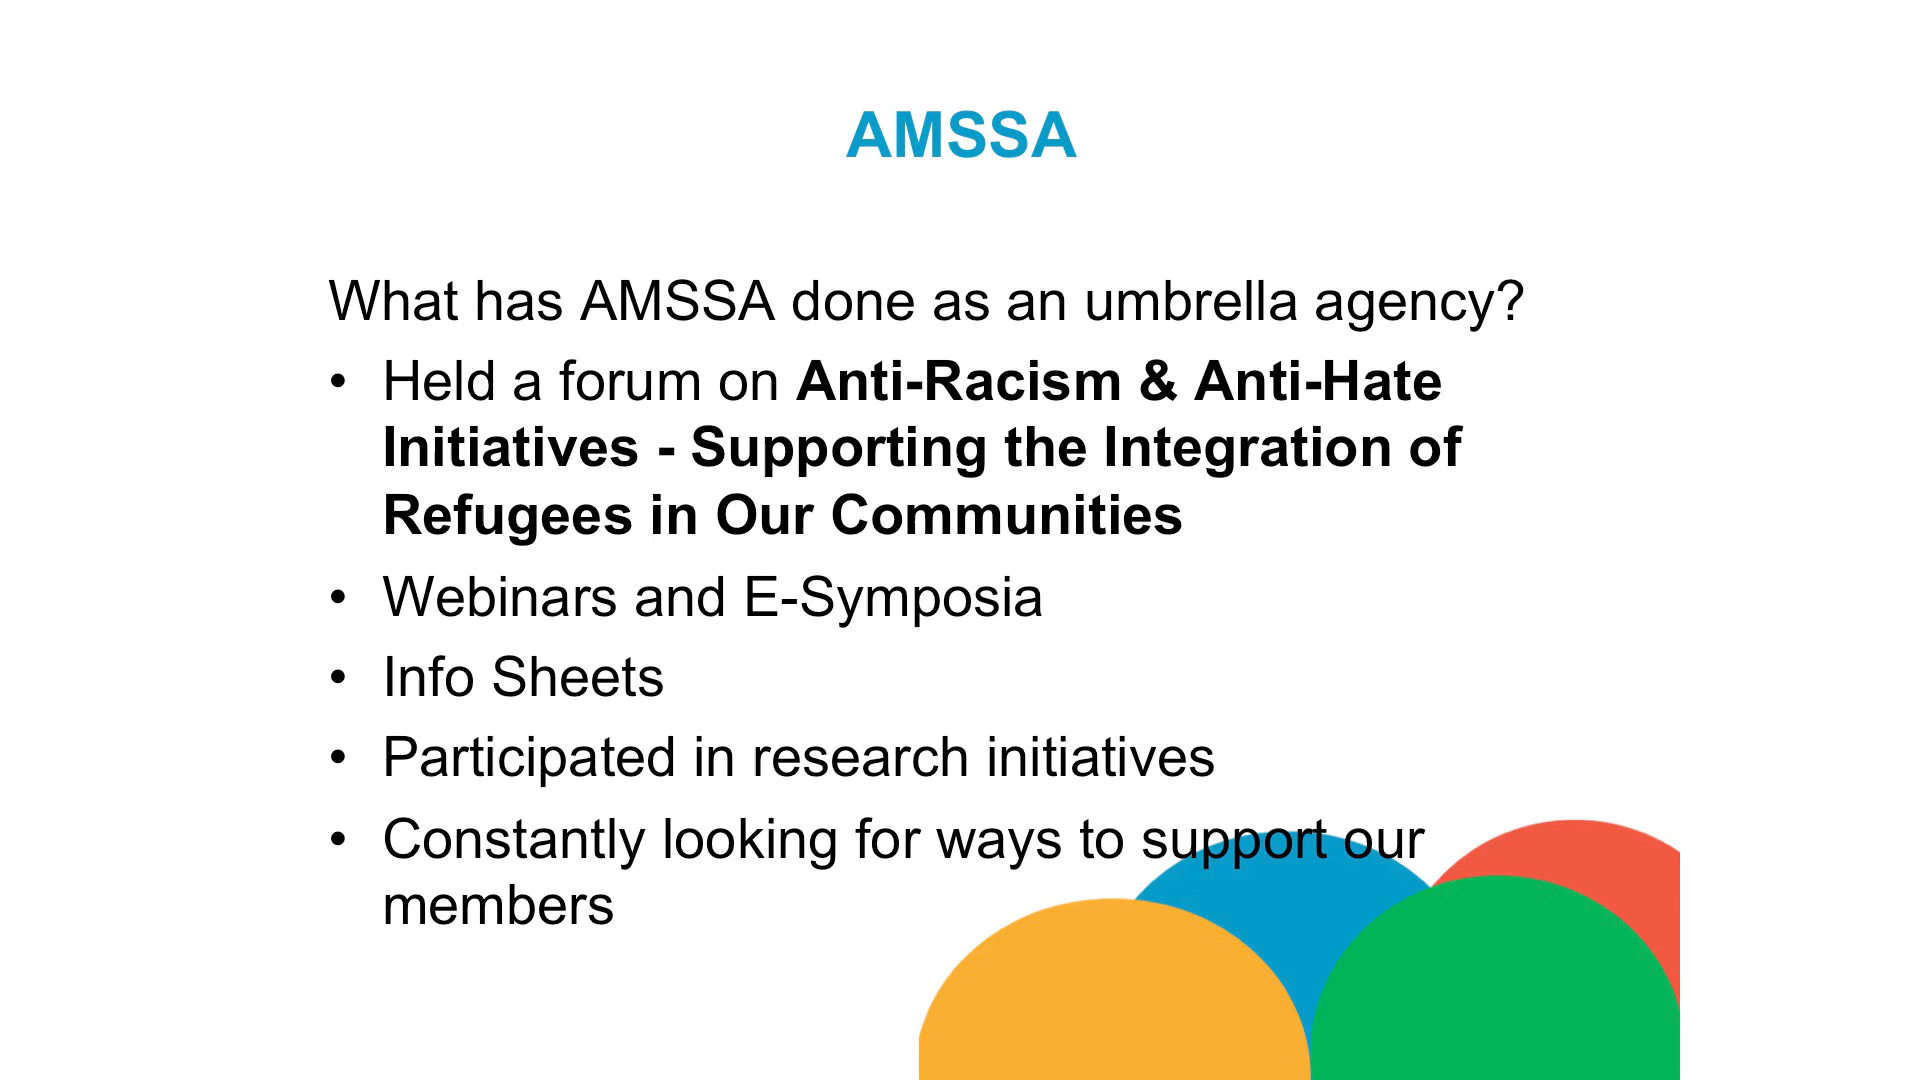 AMSSA
What has AMSSA done as an umbrella agency?
• Held a forum on Anti-Racism & Anti-Hate
Initiatives - Supporting the Integration of
Refugees in Our Communities
• Webinars and E-Symposia
• Info Sheets
• Participated in research initiatives
• Constantly looking for ways to support our
members